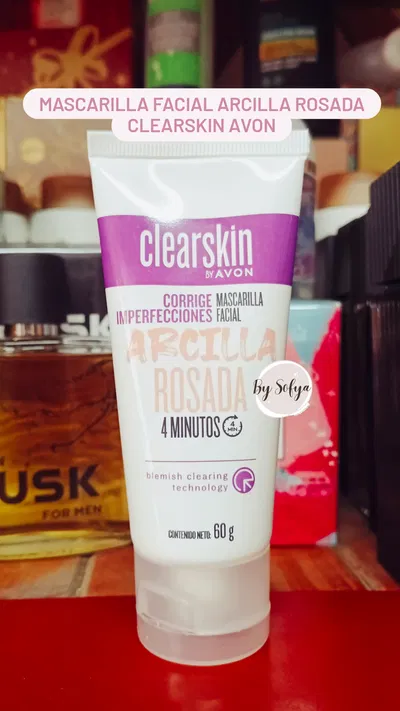 MASCARILLA FACIAL ARCILLA ROSADA
CLEARSKIN AVON
clearskin
BY AVON
CORRIGE
IMPERFECCIONES
MASCARILLA
FACIAL
ARCILLA
ROSADA
4 MINUTOS
4
MIN
blemish clearing
technology
CONTENIDO NETO: 60 g
By Sofya
USK
FOR MEN
SK